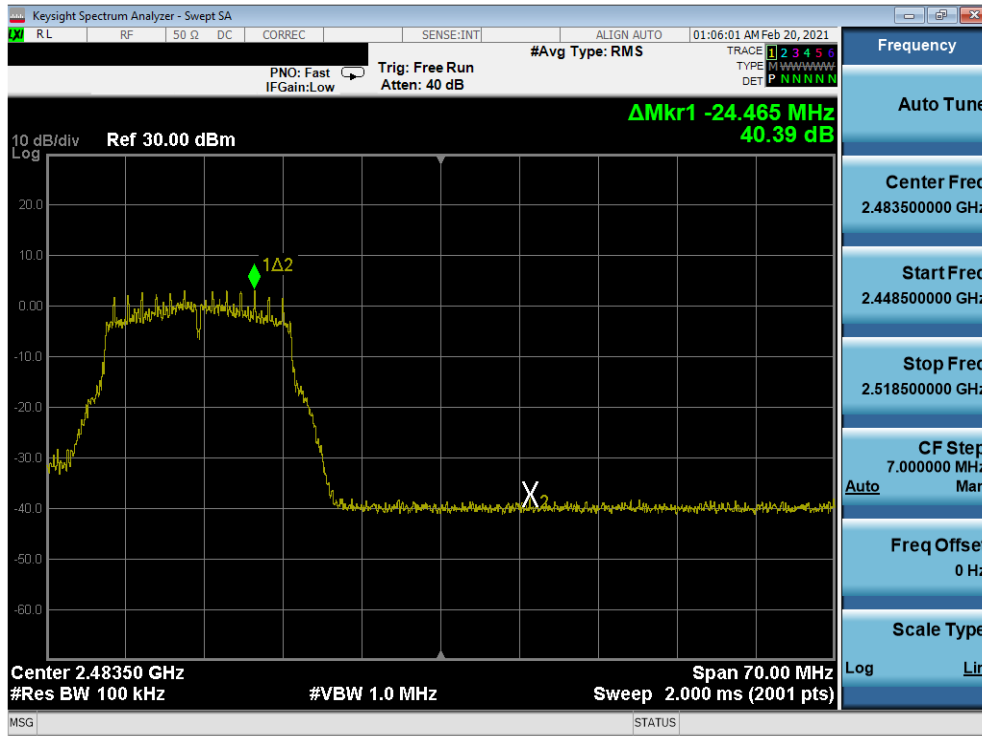 Keysight Spectrum Analyzer - Swept SA
LXI RL RF 50 Ω DC CORREC SENSE:INT ALIGN AUTO 01:06:01 AM Feb 20, 2021
#Avg Type: RMS TRACE 1 2 3 4 5 6
PNO: Fast Trig: Free Run TYPE M WWWWW
IFGain:Low Atten: 40 dB DET P N N N N N
ΔMkr1 -24.465 MHz
40.39 dB
10 dB/div Ref 30.00 dBm
Log
20.0
10.0
1Δ2
0.00
-10.0
-20.0
-30.0
X2
-40.0
-50.0
-60.0
Center 2.48350 GHz Span 70.00 MHz
#Res BW 100 kHz #VBW 1.0 MHz Sweep 2.000 ms (2001 pts)
MSG STATUS
Frequency
Auto Tune
Center Freq
2.483500000 GHz
Start Freq
2.448500000 GHz
Stop Freq
2.518500000 GHz
CF Step
7.000000 MHz
Auto Man
Freq Offset
0 Hz
Scale Type
Log Lin